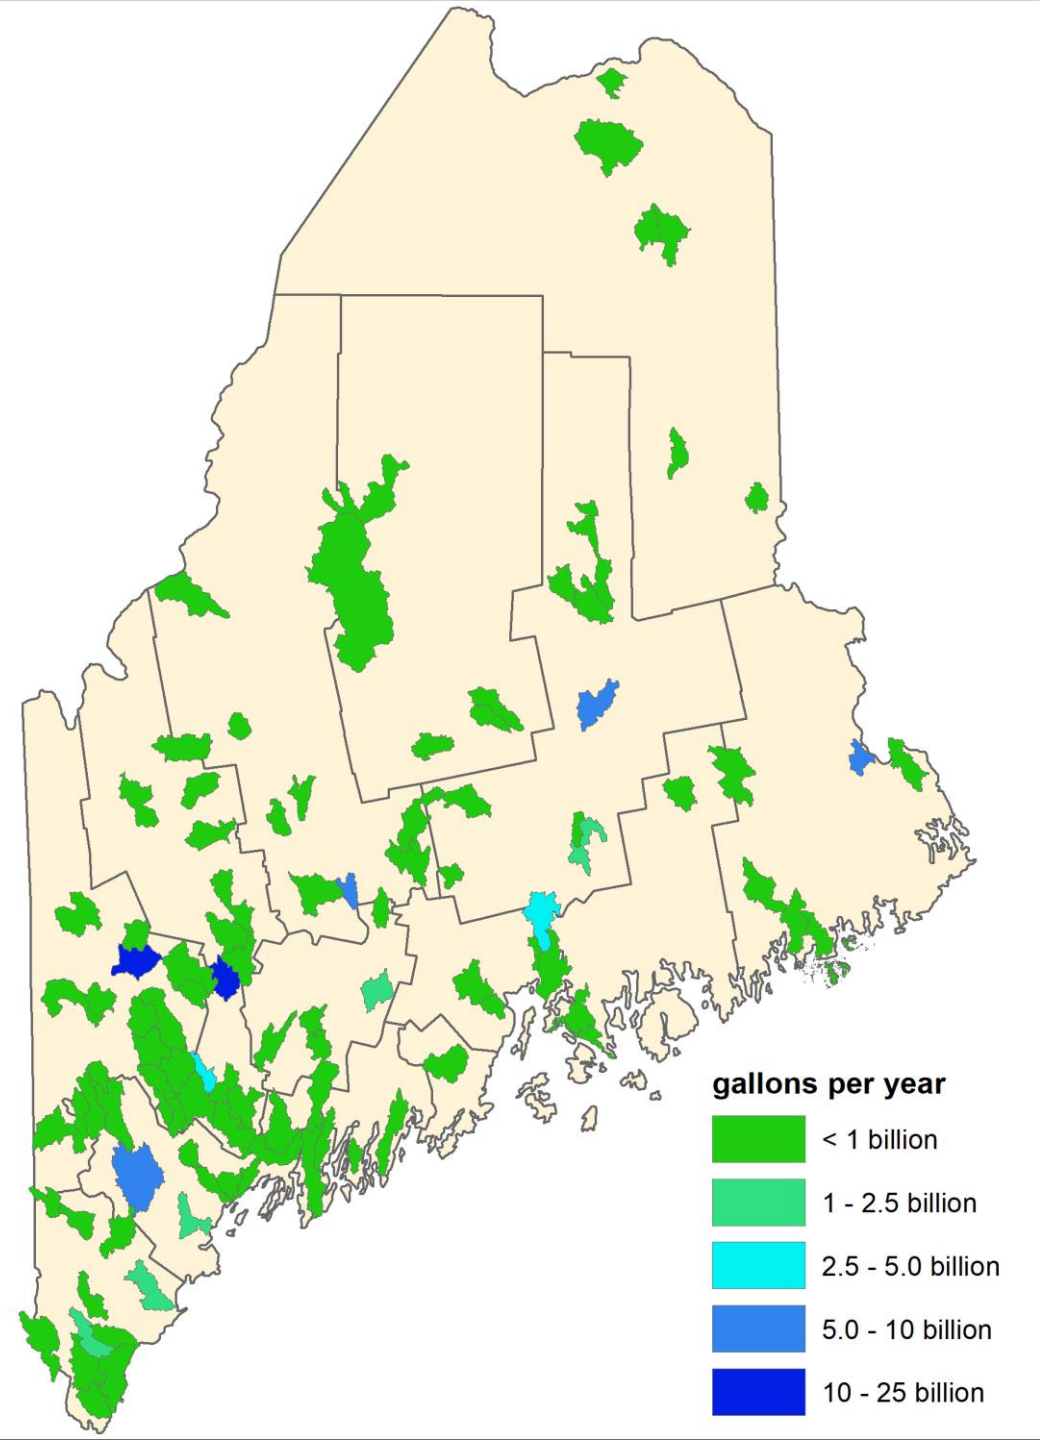 gallons per year
< 1 billion
1 - 2.5 billion
2.5 - 5.0 billion
5.0 - 10 billion
10 - 25 billion